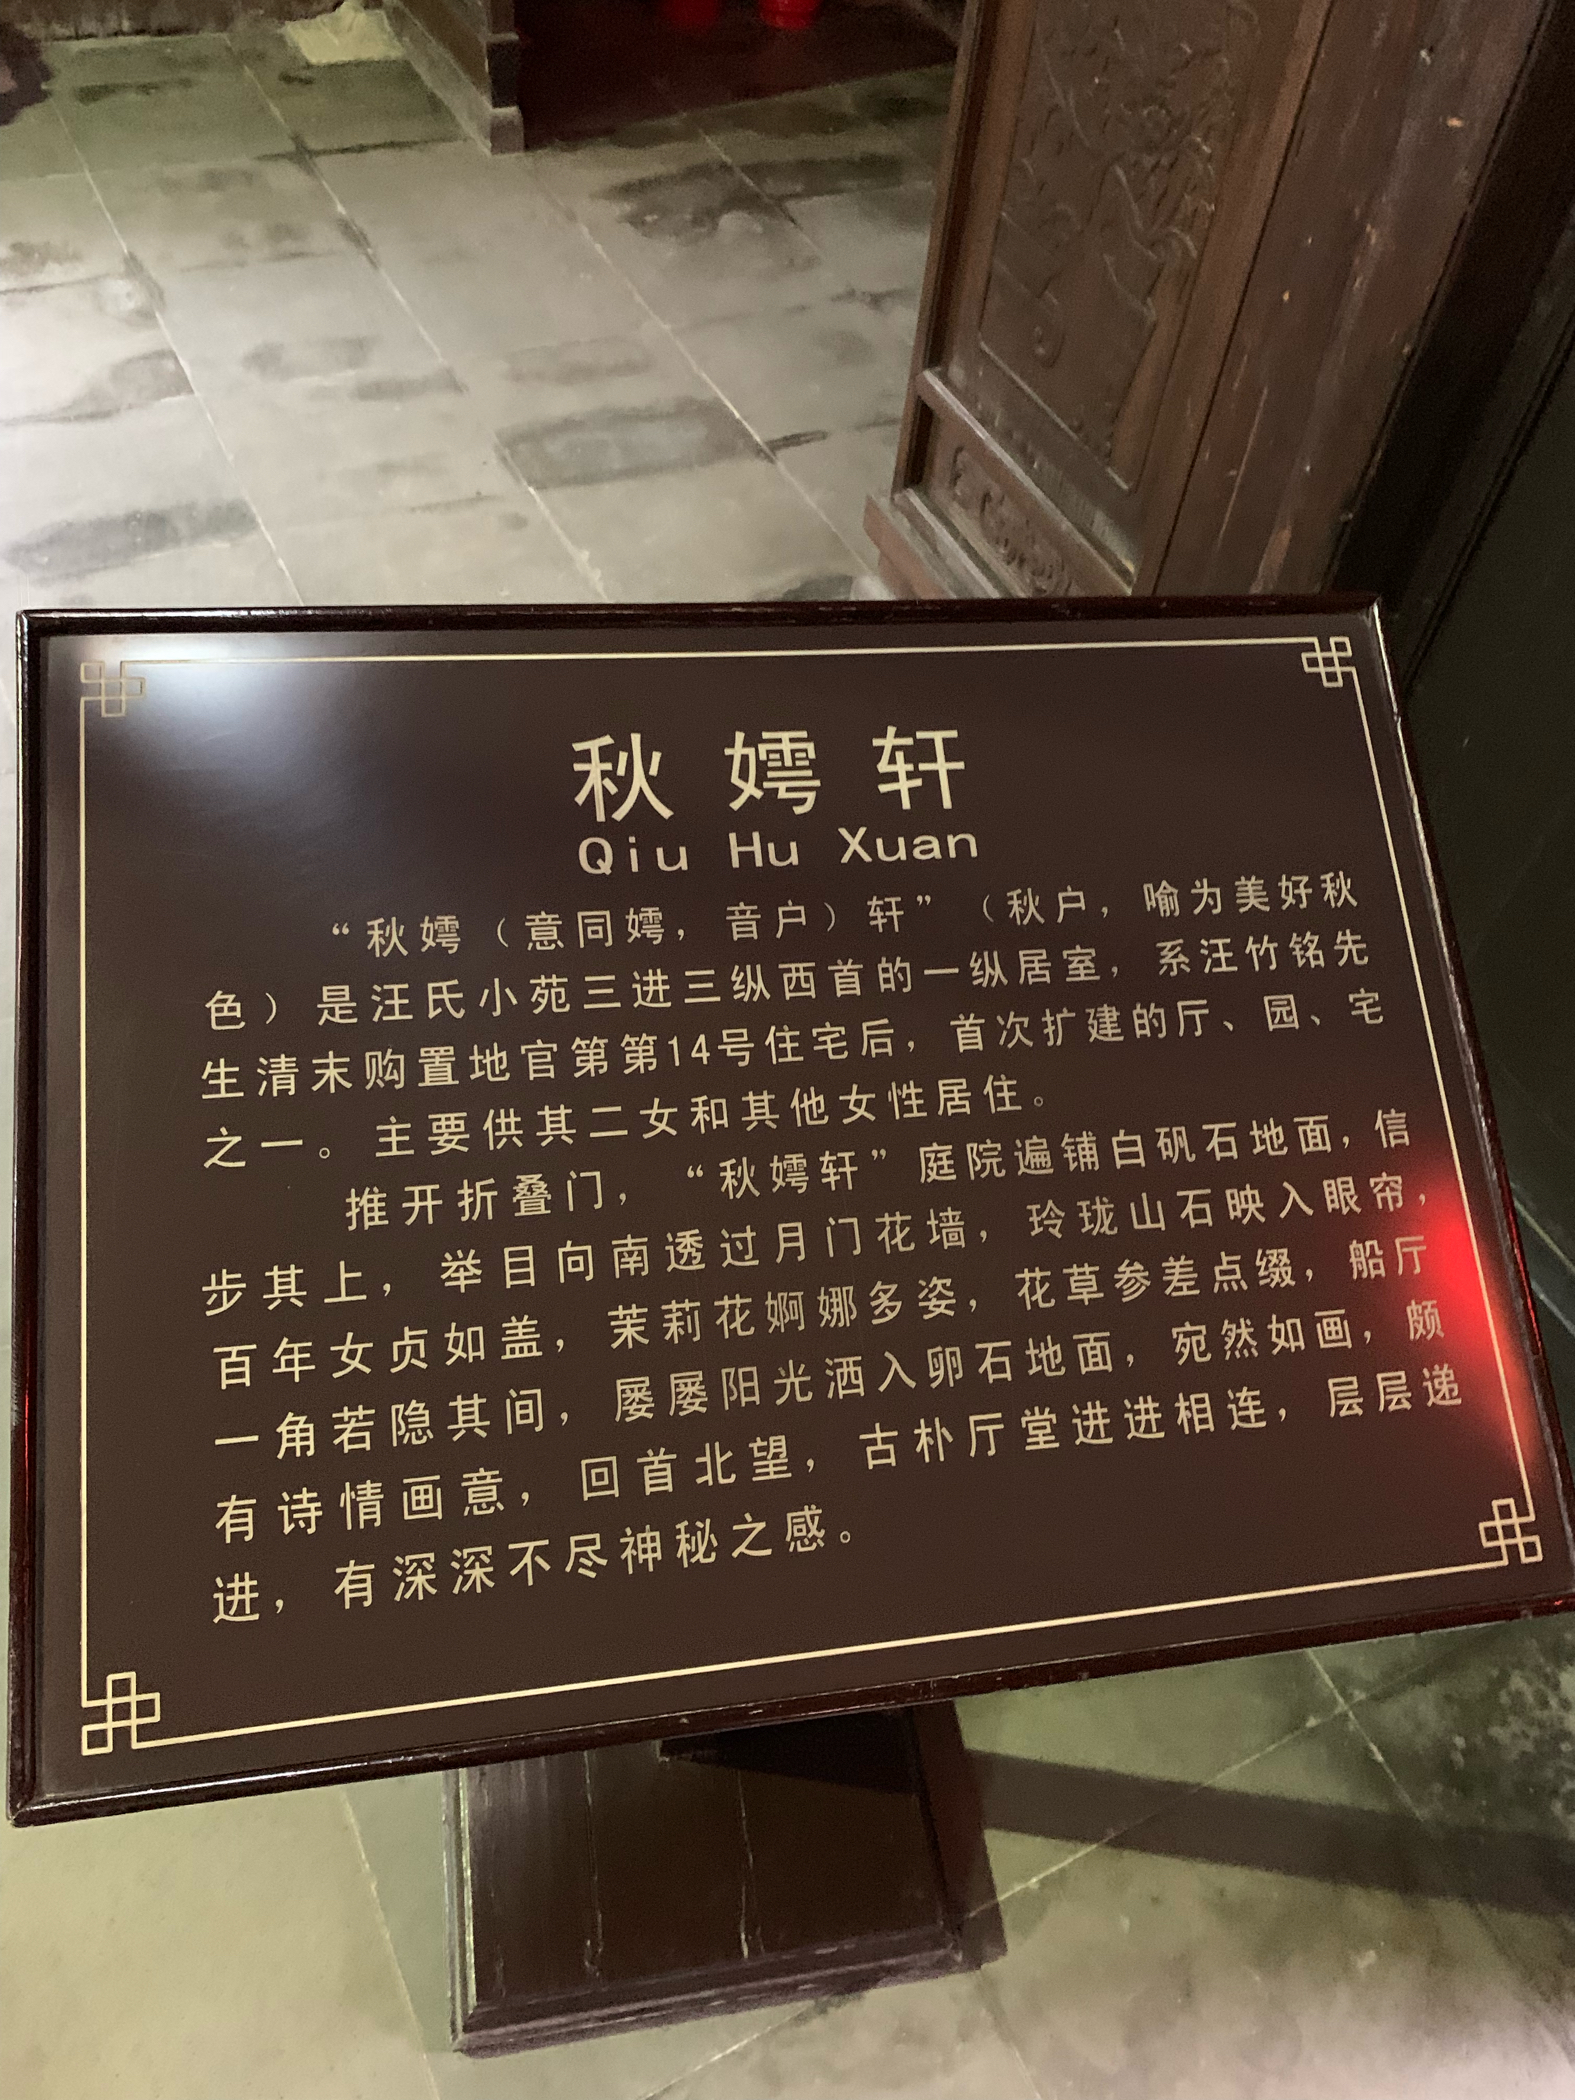 秋嫮轩
Qiu Hu Xuan
“秋嫮（意同嫮，音户）轩”（秋户，喻为美好秋
色）是汪氏小苑三进三纵西首的一纵居室，系汪竹铭先
生清末购置地官第第14号住宅后，首次扩建的厅、园、宅
之一。主要供其二女和其他女性居住。
推开折叠门，“秋嫮轩”庭院遍铺白矾石地面，信
步其上，举目向南透过月门花墙，玲珑山石映入眼帘，
百年女贞如盖，茉莉花婀娜多姿，花草参差点缀，船厅
一角若隐其间，屡屡阳光洒入卵石地面，宛然如画，颇
有诗情画意，回首北望，古朴厅堂进进相连，层层递
进，有深深不尽神秘之感。